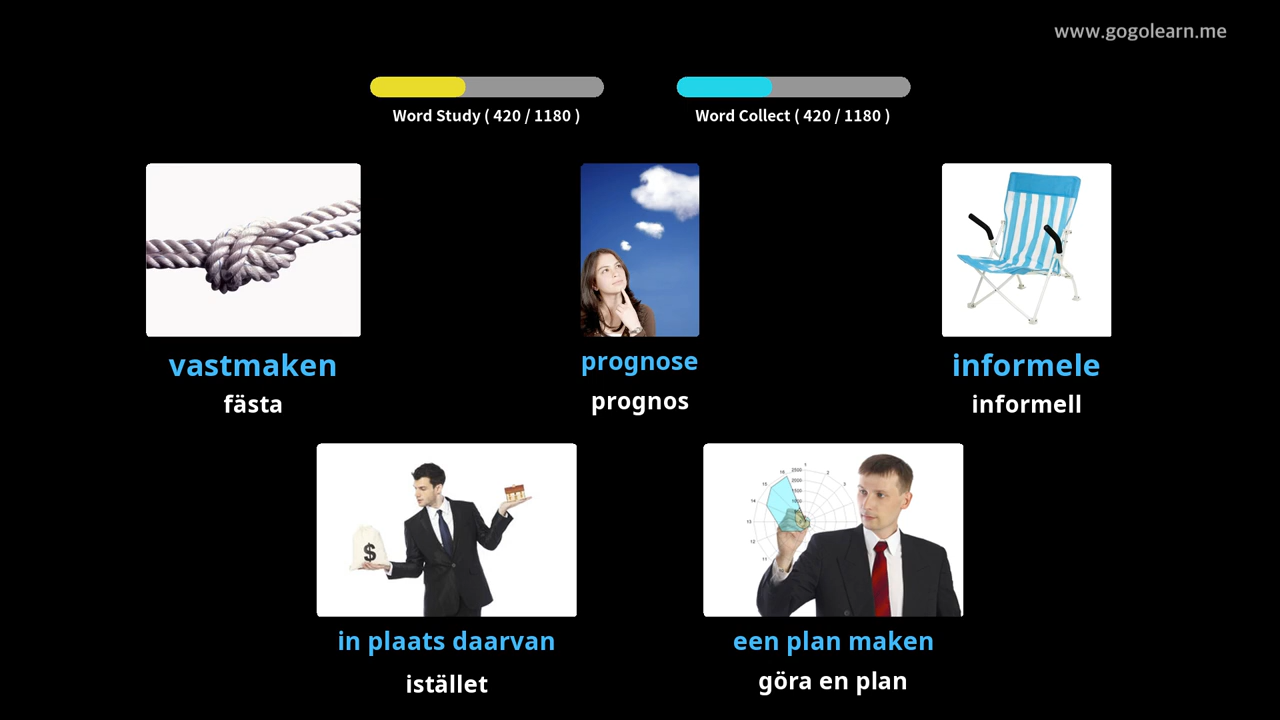 www.gogolearn.me
Word Study ( 420 / 1180 )
Word Collect ( 420 / 1180 )
vastmaken
fästa
prognose
prognos
informele
informell
$
in plaats daarvan
istället
een plan maken
göra en plan